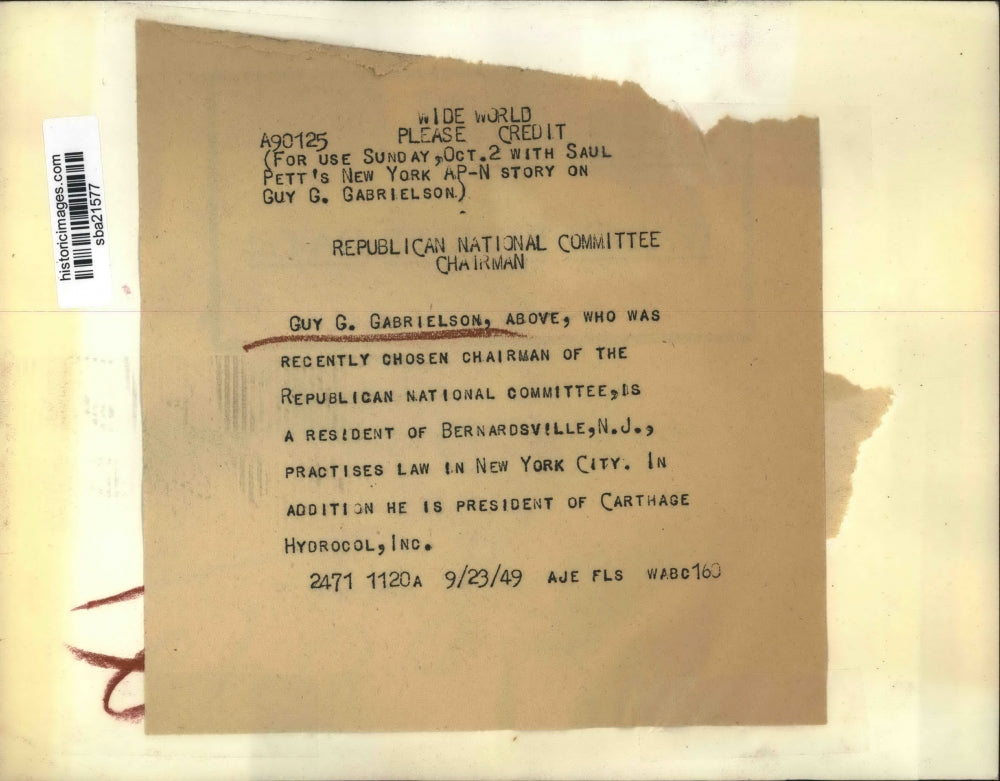 WIDE WORLD
A90125 PLEASE CREDIT
(FOR USE SUNDAY, OCT. 2 WITH SAUL
PETT'S NEW YORK AP-N STORY ON
GUY G. GABRIELSON.)
REPUBLICAN NATIONAL COMMITTEE
CHAIRMAN
GUY G. GABRIELSON, ABOVE, WHO WAS
RECENTLY CHOSEN CHAIRMAN OF THE
REPUBLICAN NATIONAL COMMITTEE, IS
A RESIDENT OF BERNARDSVILLE, N.J.,
PRACTISES LAW IN NEW YORK CITY. IN
ADDITION HE IS PRESIDENT OF CARTHAGE
HYDROCOL, INC.
2471 1120A 9/23/49 AJE FLS WABC160
historicimages.com
sba21577